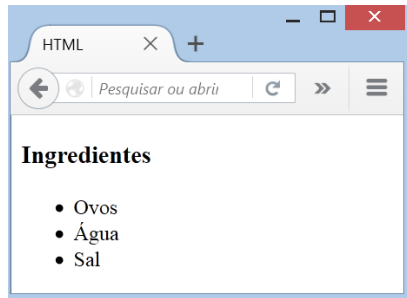 HTML
Pesquisar ou abrir
Ingredientes
Ovos
Água
Sal